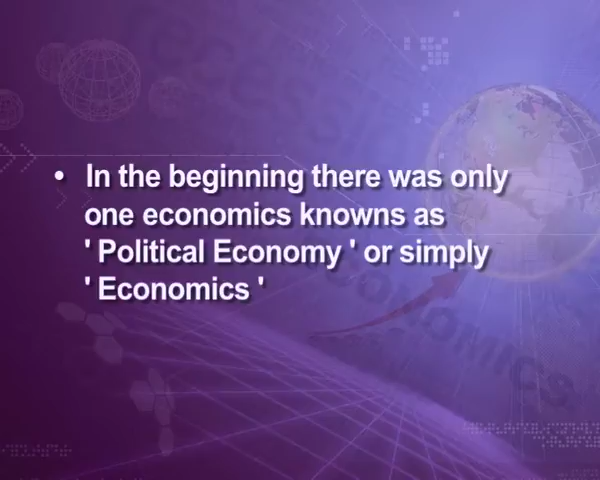 • In the beginning there was only
one economics knowns as
' Political Economy ' or simply
' Economics '